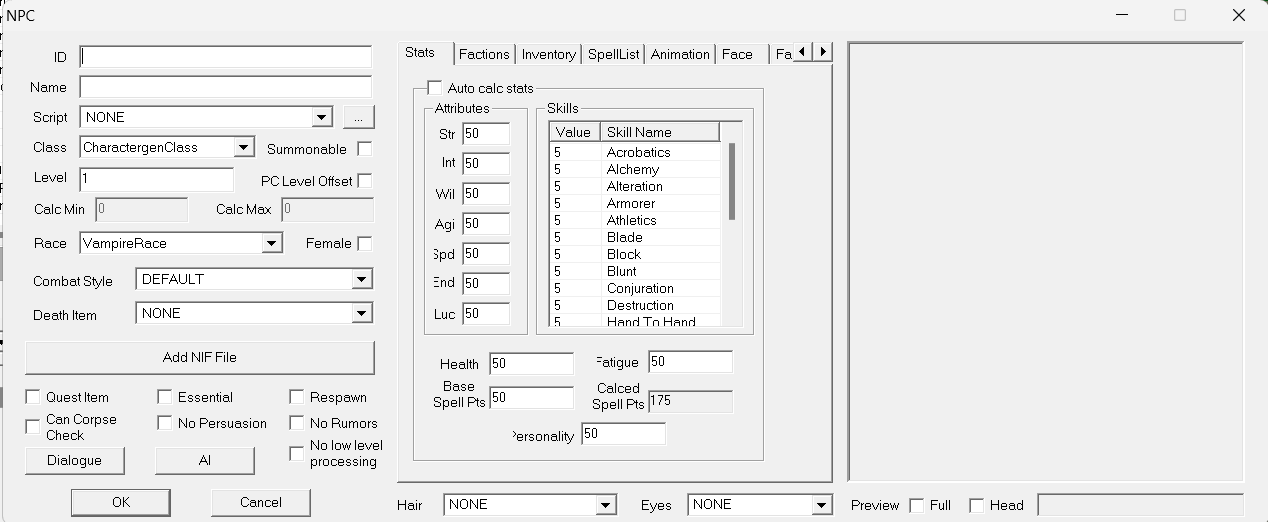 NPC
ID
Name
Script NONE ...
Class CharactergenClass Summonable
Level 1 PC Level Offset
Calc Min 0 Calc Max 0
Race VampireRace Female
Combat Style DEFAULT
Death Item NONE
Add NIF File
Quest Item Essential Respawn
Can Corpse Check No Persuasion No Rumors
No low level processing
Dialogue AI
OK Cancel
Stats Factions Inventory SpellList Animation Face Fa
Auto calc stats
Attributes
Str 50
Int 50
Wil 50
Agi 50
Spd 50
End 50
Luc 50
Skills
Value Skill Name
5 Acrobatics
5 Alchemy
5 Alteration
5 Armorer
5 Athletics
5 Blade
5 Block
5 Blunt
5 Conjuration
5 Destruction
5 Hand To Hand
Health 50 Fatigue 50
Base Spell Pts 50 Calced Spell Pts 175
Personality 50
Hair NONE Eyes NONE
Preview Full Head